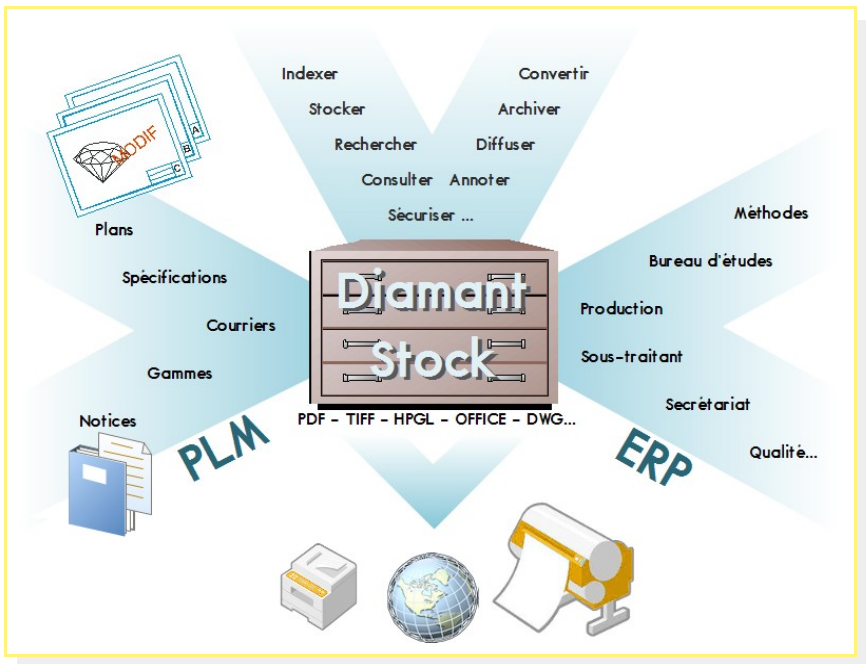 Indexer
Convertir
Stocker
Archiver
Rechercher
Diffuser
Consulter
Annoter
Sécuriser ...
MODIF
A
B
C
Plans
Spécifications
Courriers
Gammes
Notices
PLM
Diamant
Stock
PDF - TIFF - HPGL - OFFICE - DWG...
Méthodes
Bureau d'études
Production
Sous-traitant
Secrétariat
Qualité...
ERP